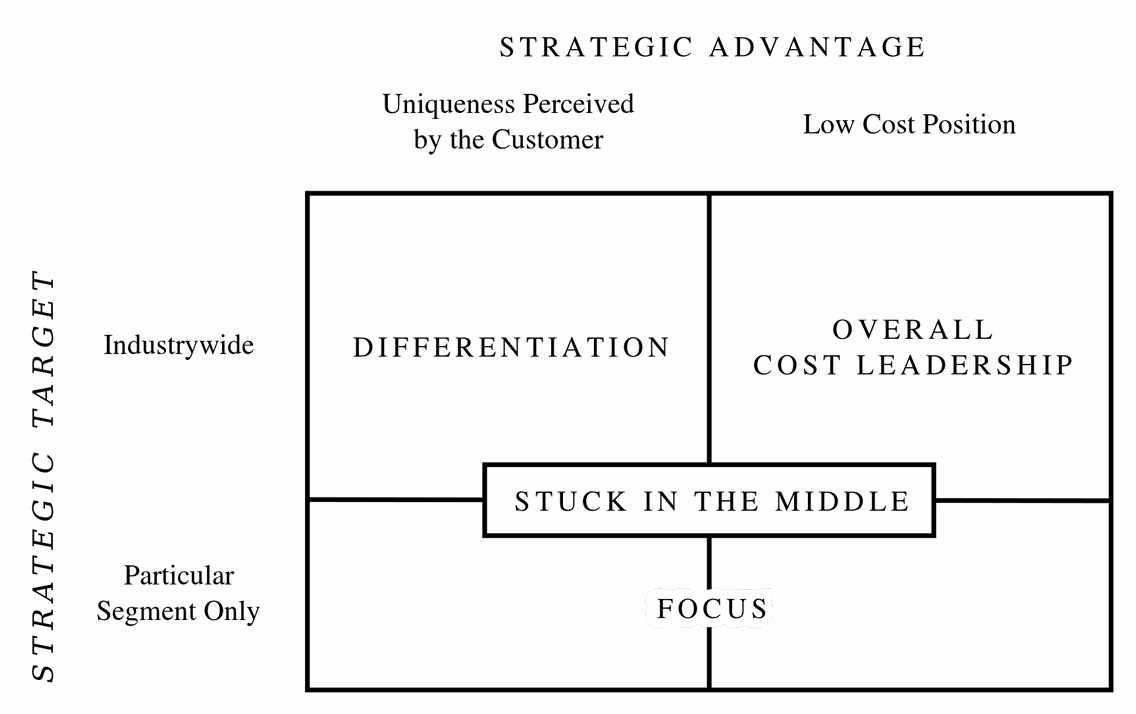 STRATEGIC ADVANTAGE
Uniqueness Perceived
by the Customer
Low Cost Position
STRATEGIC TARGET
Industrywide
DIFFERENTIATION
OVERALL
COST LEADERSHIP
STUCK IN THE MIDDLE
Particular
Segment Only
FOCUS